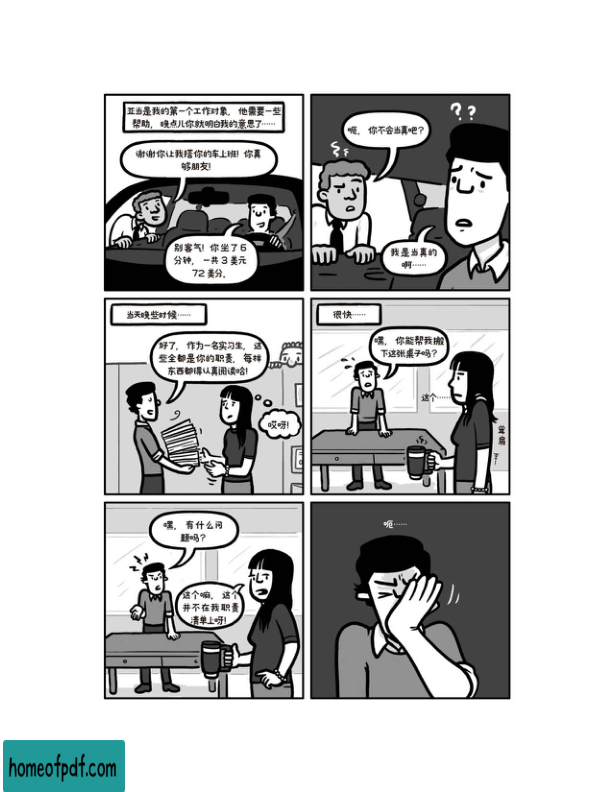 亚当是我的第一个工作对象，他需要一些
帮助，晚点儿你就明白我的意思了……
谢谢你让我搭你的车上班！你真
够朋友！
别客气！你坐了6
分钟，一共3美元
72美分。
??
呃，你不会当真吧？
我是当真的
啊……
当天晚些时候……
好了，作为一名实习生，这
些全都是你的职责，每样
东西都得认真阅读哈！
哎呀！
很快……
嘿，你能帮我搬
下这张桌子吗？
这个……
耸肩
嘿，有什么问
题吗？
这个嘛，这个
并不在我职责
清单上呀！
呃……
homeofpdf.com